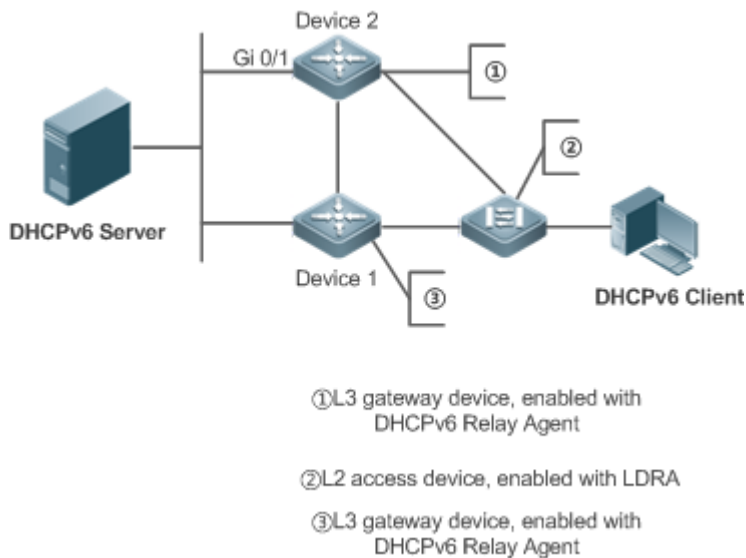 Device 2
Gi 0/1
①
②
DHCPv6 Server
Device 1
③
DHCPv6 Client
①L3 gateway device, enabled with
DHCPv6 Relay Agent
②L2 access device, enabled with LDRA
③L3 gateway device, enabled with
DHCPv6 Relay Agent